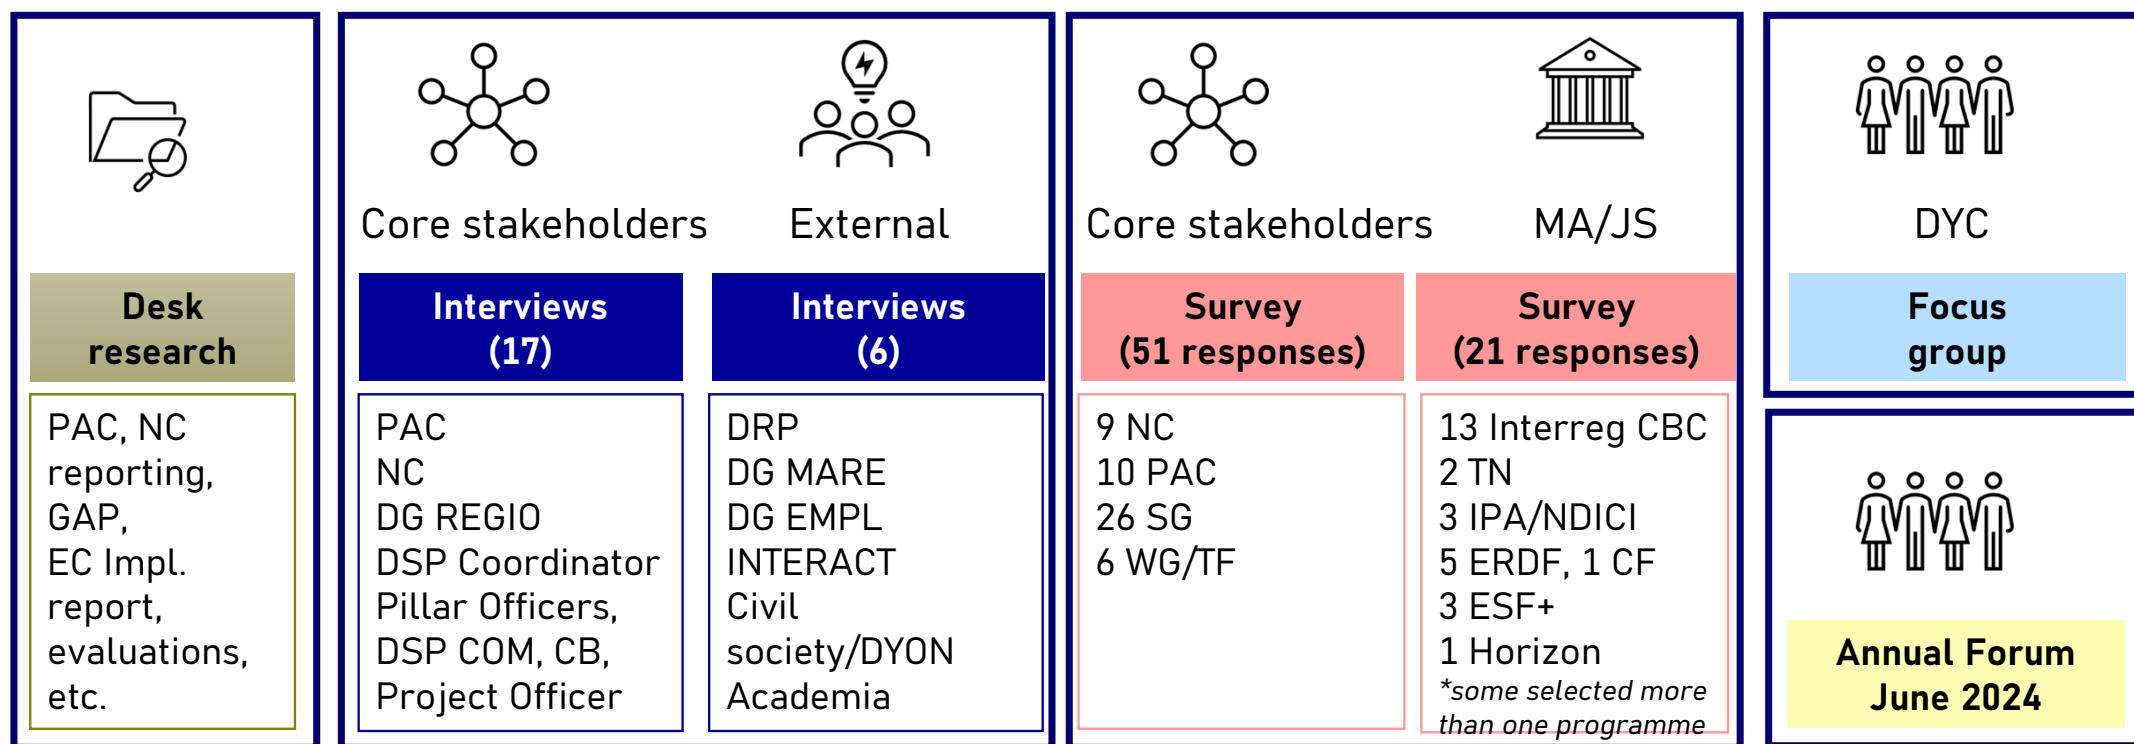 Desk
research
PAC, NC
reporting,
GAP,
EC Impl.
report,
evaluations,
etc.
Core stakeholders
Interviews
(17)
PAC
NC
DG REGIO
DSP Coordinator
Pillar Officers,
DSP COM, CB,
Project Officer
External
Interviews
(6)
DRP
DG MARE
DG EMPL
INTERACT
Civil
society/DYON
Academia
Core stakeholders
Survey
(51 responses)
9 NC
10 PAC
26 SG
6 WG/TF
MA/JS
Survey
(21 responses)
13 Interreg CBC
2 TN
3 IPA/NDICI
5 ERDF, 1 CF
3 ESF+
1 Horizon
*some selected more
than one programme
DYC
Focus
group
Annual Forum
June 2024